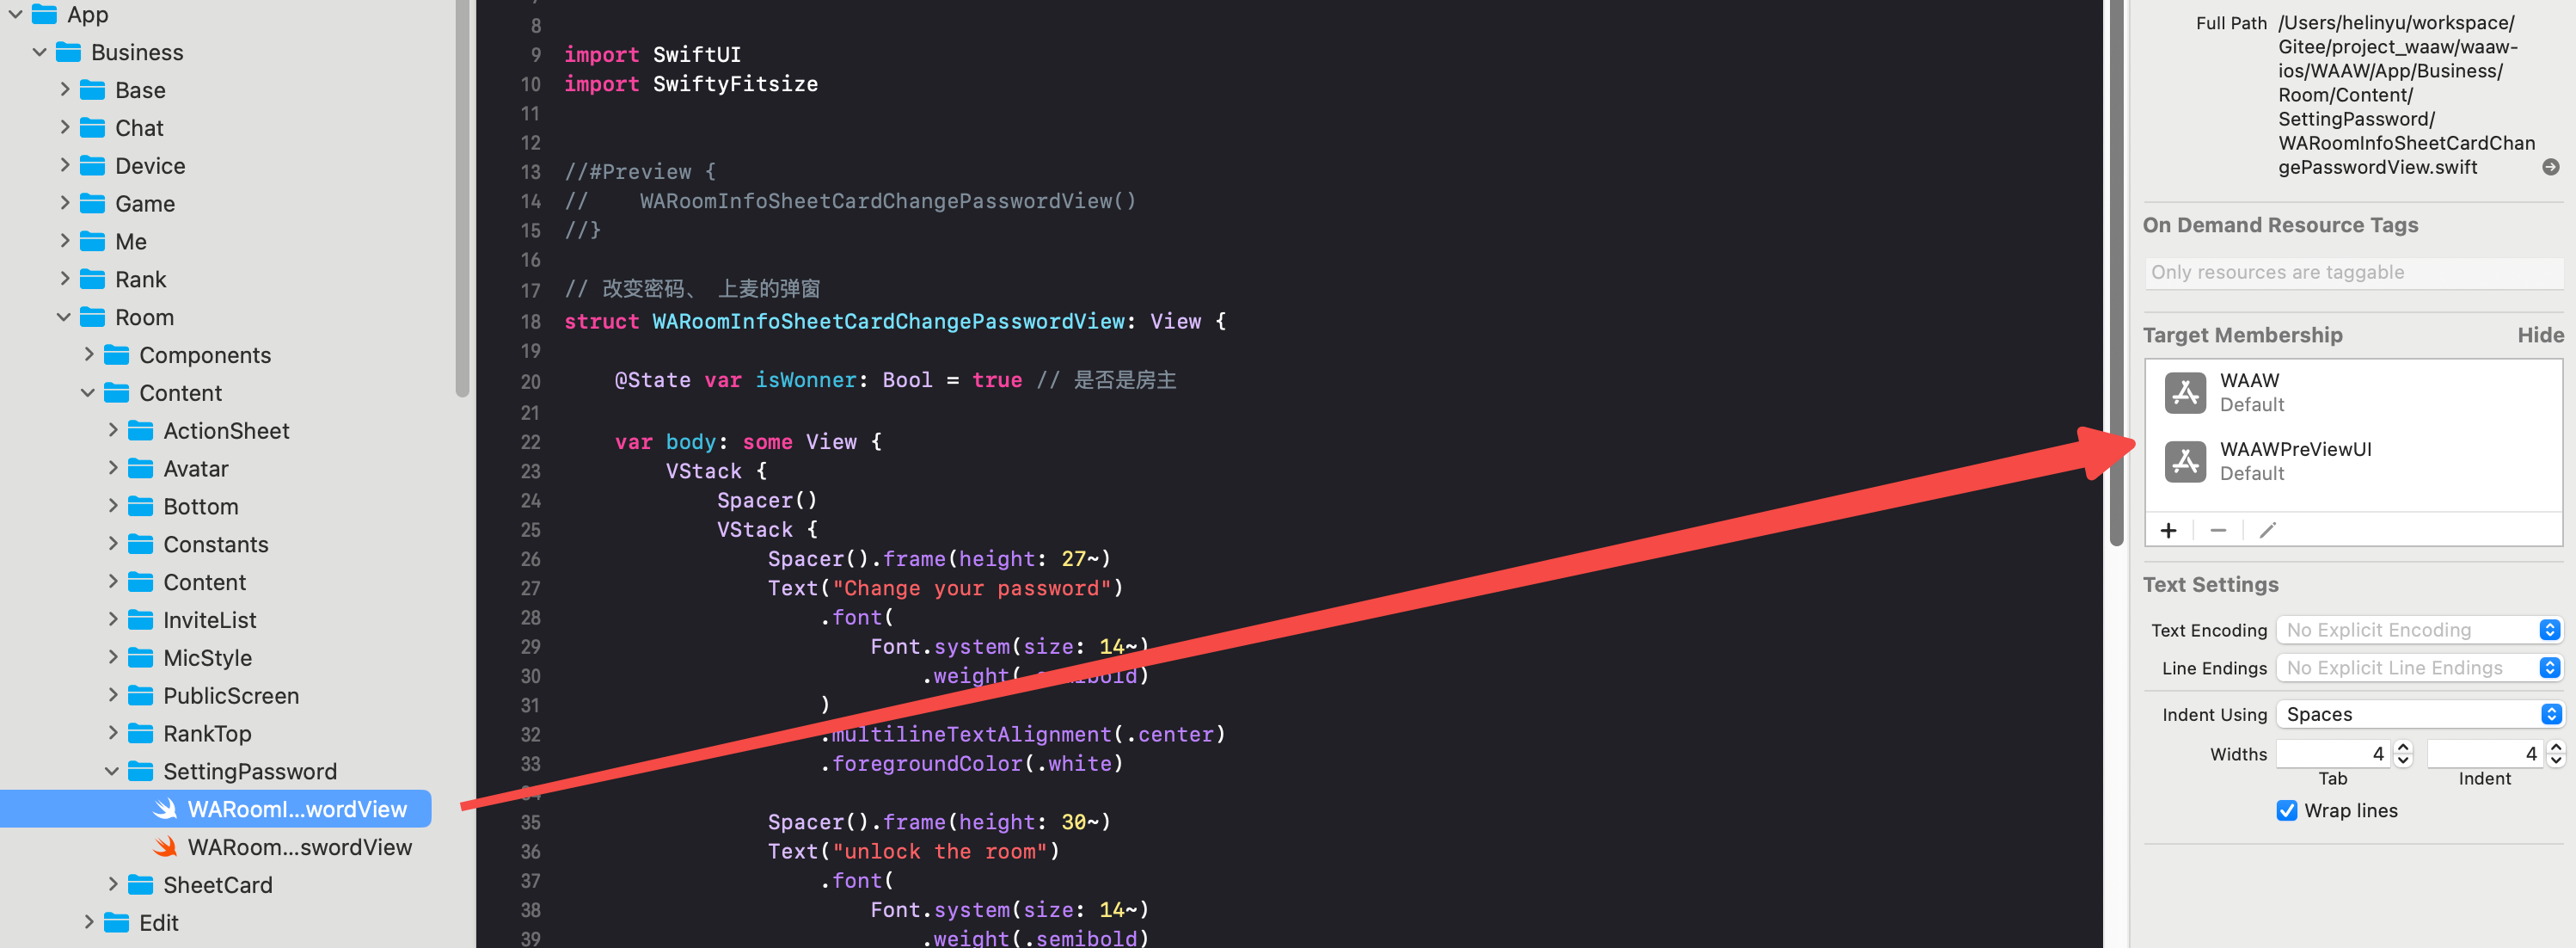 App
Business
Base
Chat
Device
Game
Me
Rank
Room
Components
Content
ActionSheet
Avatar
Bottom
Constants
Content
InviteList
MicStyle
PublicScreen
RankTop
SettingPassword
WARoomI...wordView
WARoom...swordView
SheetCard
Edit
8
9 import SwiftUI
10 import SwiftyFitsize
11
12
13 //#Preview {
14 //    WARoomInfoSheetCardChangePasswordView()
15 //}
16
17 // 改变密码、 上麦的弹窗
18 struct WARoomInfoSheetCardChangePasswordView: View {
19
20     @State var isWonner: Bool = true // 是否是房主
21
22     var body: some View {
23         VStack {
24             Spacer()
25             VStack {
26                 Spacer().frame(height: 27~)
27                 Text("Change your password")
28                     .font(
29                         Font.system(size: 14~)
30                             .weight(.semibold)
31                     )
32                     .multilineTextAlignment(.center)
33                     .foregroundColor(.white)
34
35                 Spacer().frame(height: 30~)
36                 Text("unlock the room")
37                     .font(
38                         Font.system(size: 14~)
39                             .weight(.semibold)
Full Path /Users/helinyu/workspace/
Gitee/project_waaw/waaw-
ios/WAAW/App/Business/
Room/Content/
SettingPassword/
WARoomInfoSheetCardChan
gePasswordView.swift
On Demand Resource Tags
Only resources are taggable
Target Membership Hide
WAAW
Default
WAAWPreViewUI
Default
Text Settings
Text Encoding No Explicit Encoding
Line Endings No Explicit Line Endings
Indent Using Spaces
Widths 4 4
Tab Indent
Wrap lines